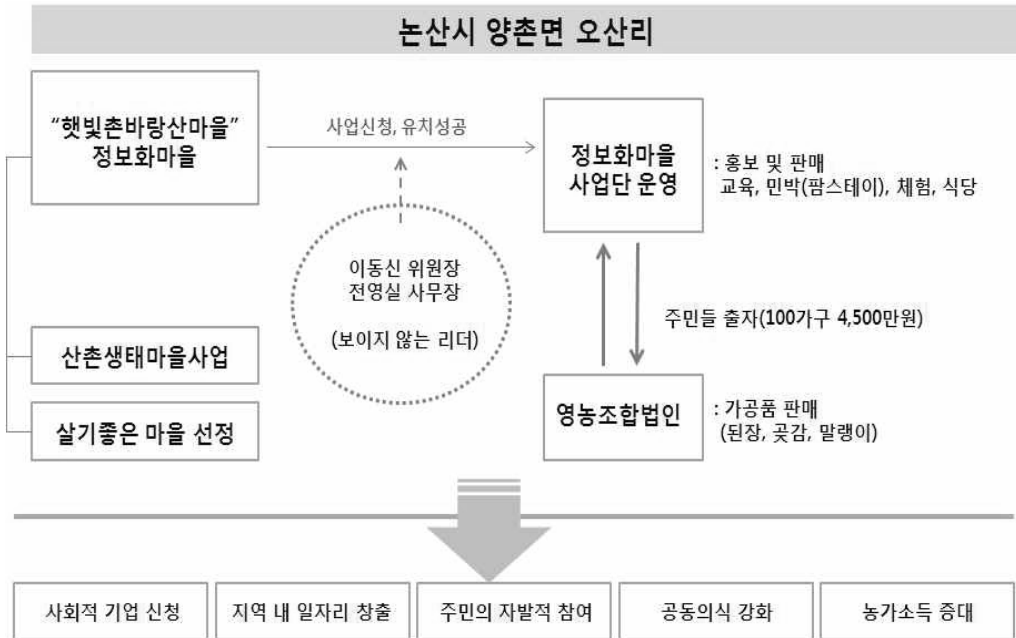 논산시 양촌면 오산리
“햇빛촌바랑산마을”
정보화마을
사업신청, 유치성공
정보화마을
사업단 운영
: 홍보 및 판매
교육, 민박(팜스테이), 체험, 식당
이동신 위원장
전영실 사무장
(보이지 않는 리더)
주민들 출자(100가구 4,500만원)
산촌생태마을사업
살기좋은 마을 선정
영농조합법인
: 가공품 판매
(된장, 곶감, 말랭이)
사회적 기업 신청
지역 내 일자리 창출
주민의 자발적 참여
공동의식 강화
농가소득 증대